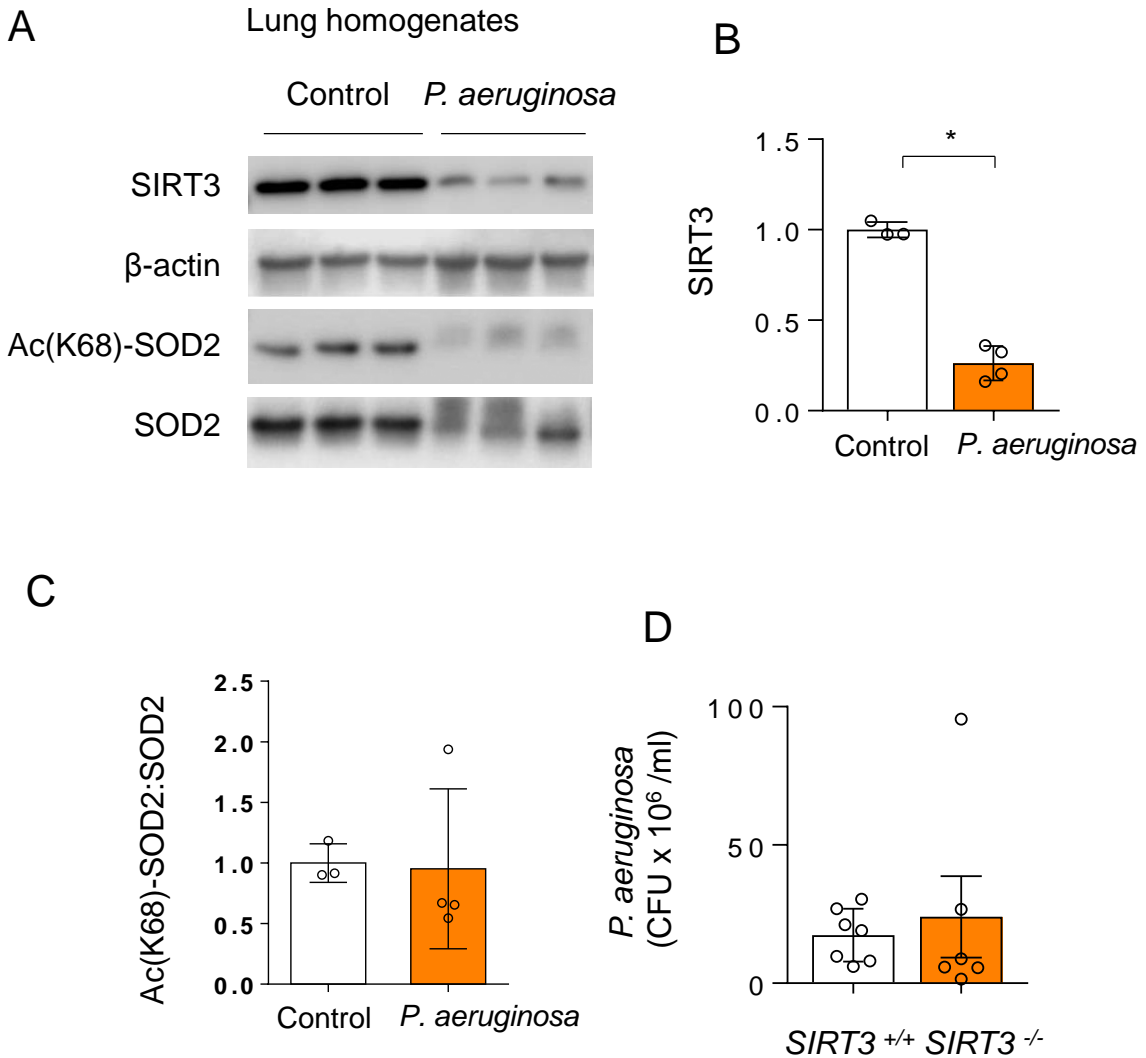 A
Lung homogenates
Control P. aeruginosa
SIRT3
β-actin
Ac(K68)-SOD2
SOD2
B
*
SIRT3
1.5
1.0
0.5
0.0
Control P. aeruginosa
C
Ac(K68)-SOD2:SOD2
2.5
2.0
1.5
1.0
0.5
0.0
Control P. aeruginosa
D
P. aeruginosa
(CFU x 10⁶ /ml)
100
50
0
SIRT3 +/+ SIRT3 -/-